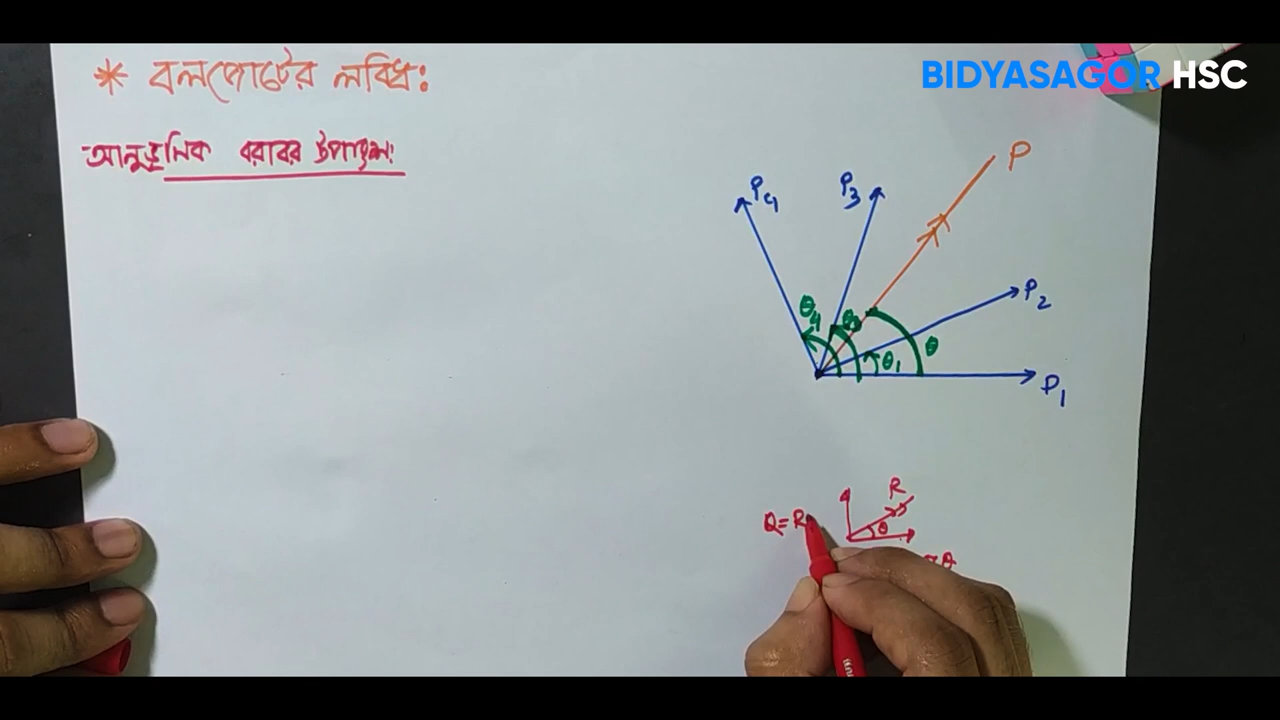 BIDYASAGOR HSC
* বলজোটের লব্ধি:
আনুভূমিক বরাবর উপাংশ:
P
P₄
P₃
P₂
θ₄
θ₃
θ
θ₁
P₁
R
Q=R
θ